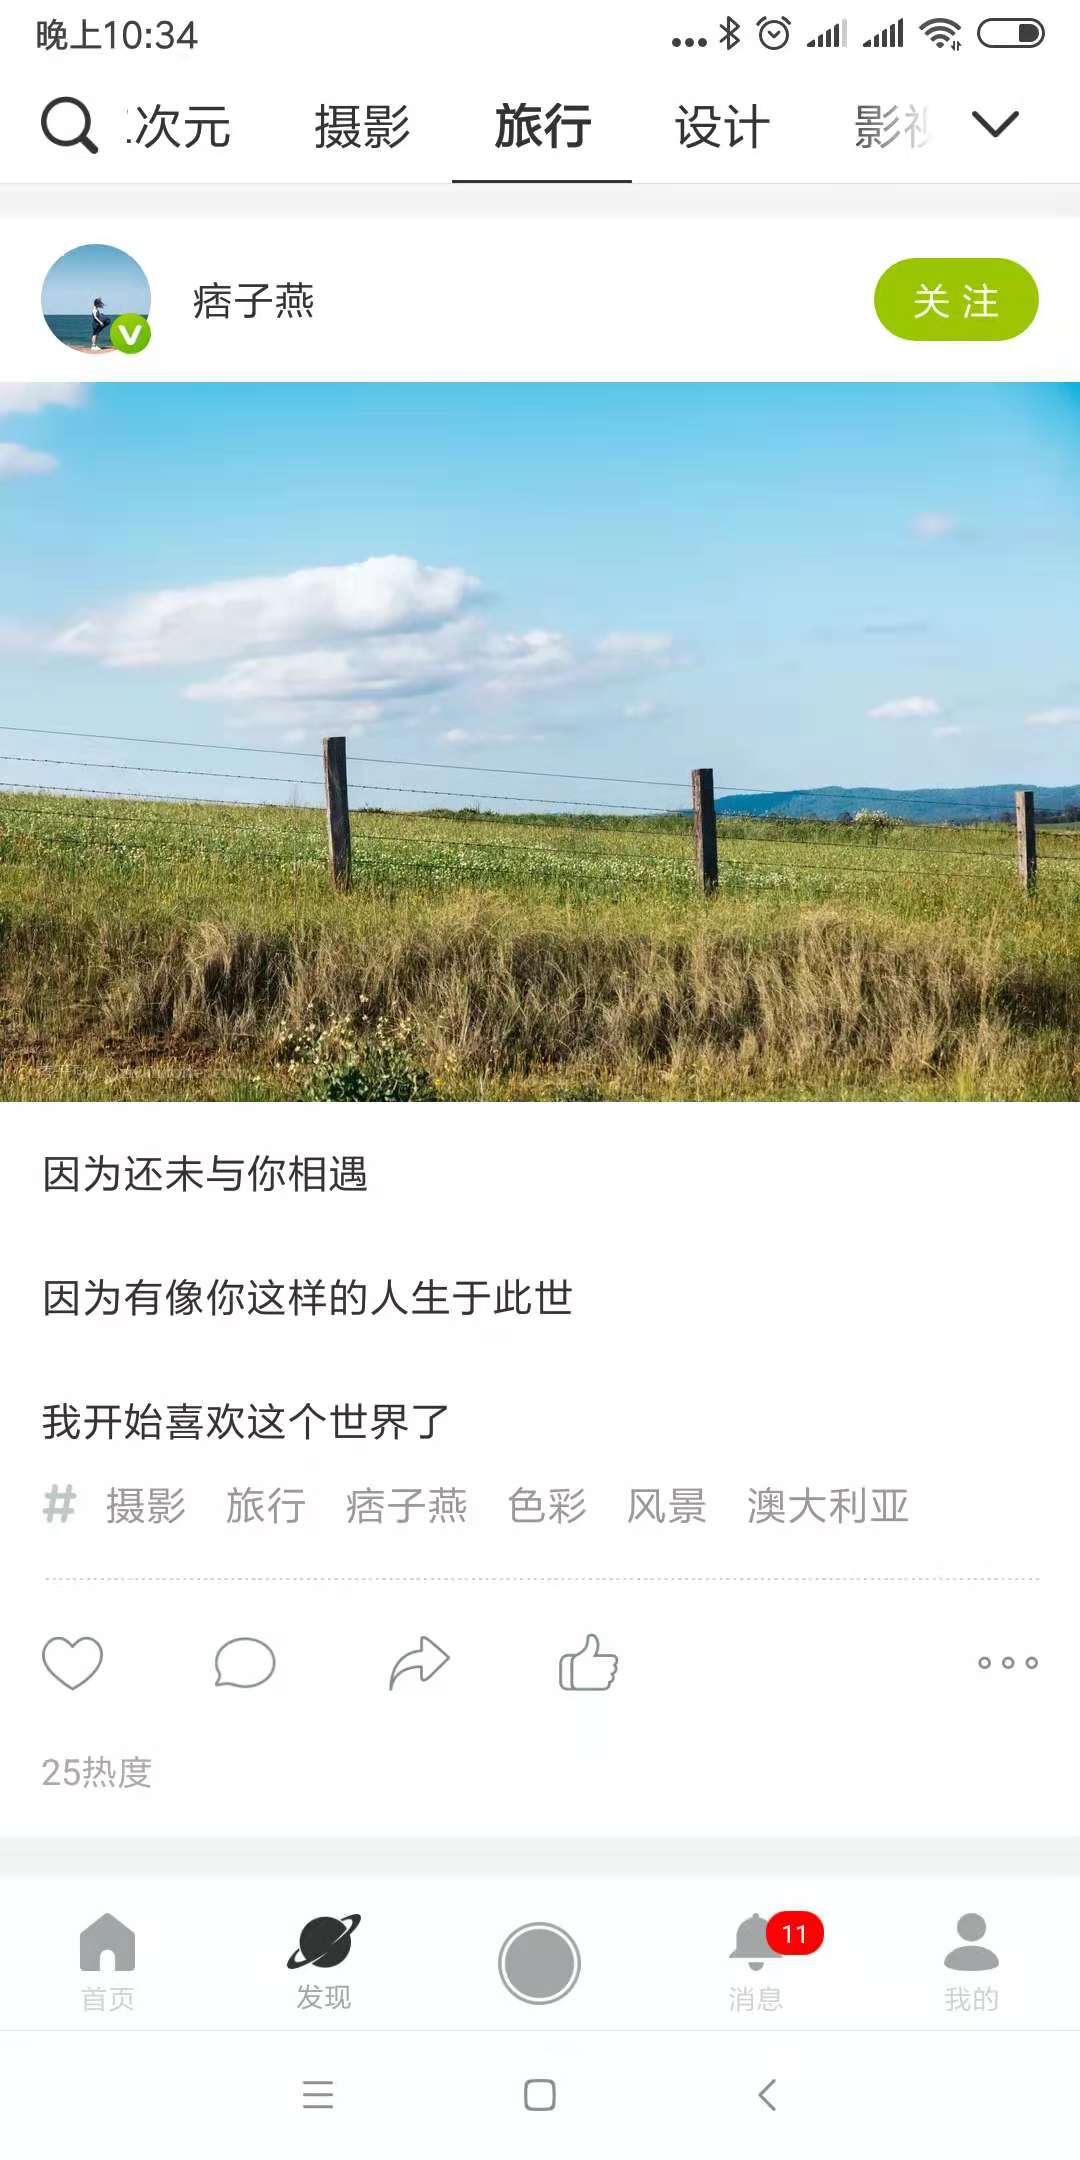 晚上10:34
次元 摄影 旅行 设计 影视
痞子燕
关注
因为还未与你相遇
因为有像你这样的人生于此世
我开始喜欢这个世界了
# 摄影 旅行 痞子燕 色彩 风景 澳大利亚
25热度
11
首页 发现 消息 我的